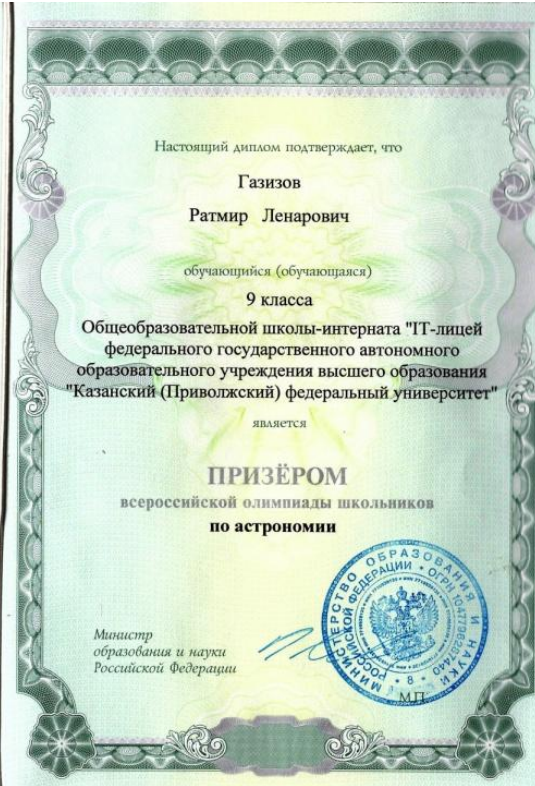 Настоящий диплом подтверждает, что
Газизов
Ратмир Ленарович
обучающийся (обучающаяся)
9 класса
Общеобразовательной школы-интерната "IT-лицей
федерального государственного автономного
образовательного учреждения высшего образования
"Казанский (Приволжский) федеральный университет"
является
ПРИЗЁРОМ
всероссийской олимпиады школьников
по астрономии
Министр
образования и науки
Российской Федерации
МИНИСТЕРСТВО ОБРАЗОВАНИЯ И НАУКИ
РОССИЙСКОЙ ФЕДЕРАЦИИ • ОГРН
• 8 •
М.П.